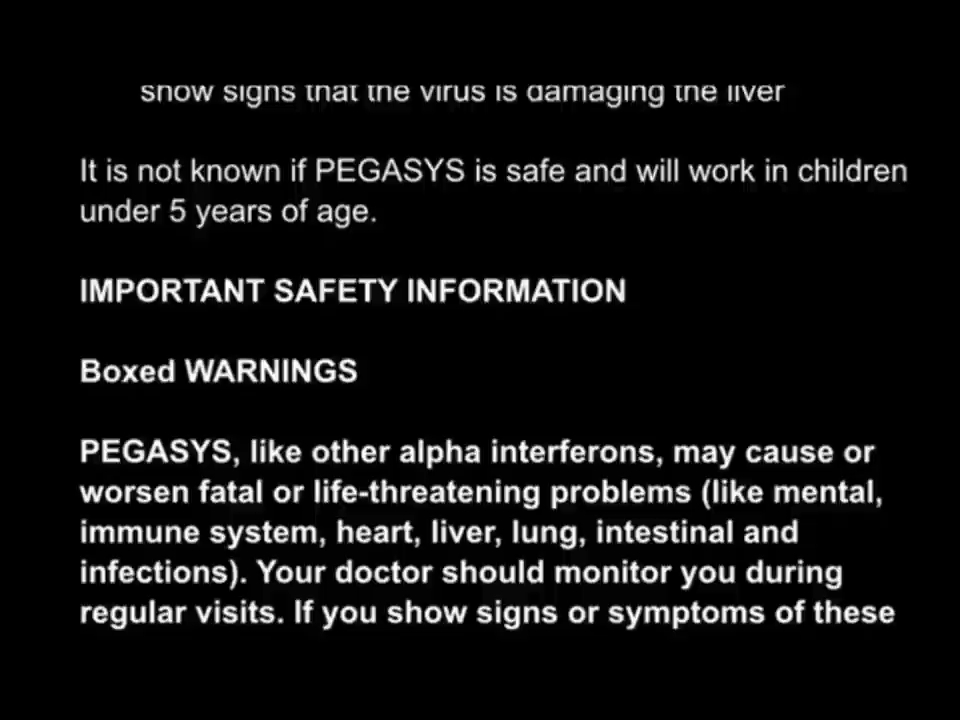 show signs that the virus is damaging the liver
It is not known if PEGASYS is safe and will work in children
under 5 years of age.
IMPORTANT SAFETY INFORMATION
Boxed WARNINGS
PEGASYS, like other alpha interferons, may cause or
worsen fatal or life-threatening problems (like mental,
immune system, heart, liver, lung, intestinal and
infections). Your doctor should monitor you during
regular visits. If you show signs or symptoms of these